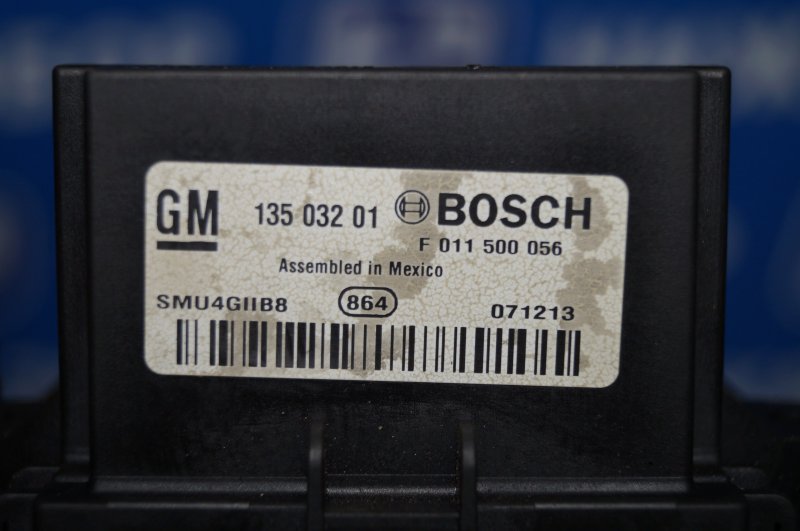 GM 135 032 01 BOSCH
F 011 500 056
Assembled in Mexico
SMU4GIIB8 864 071213